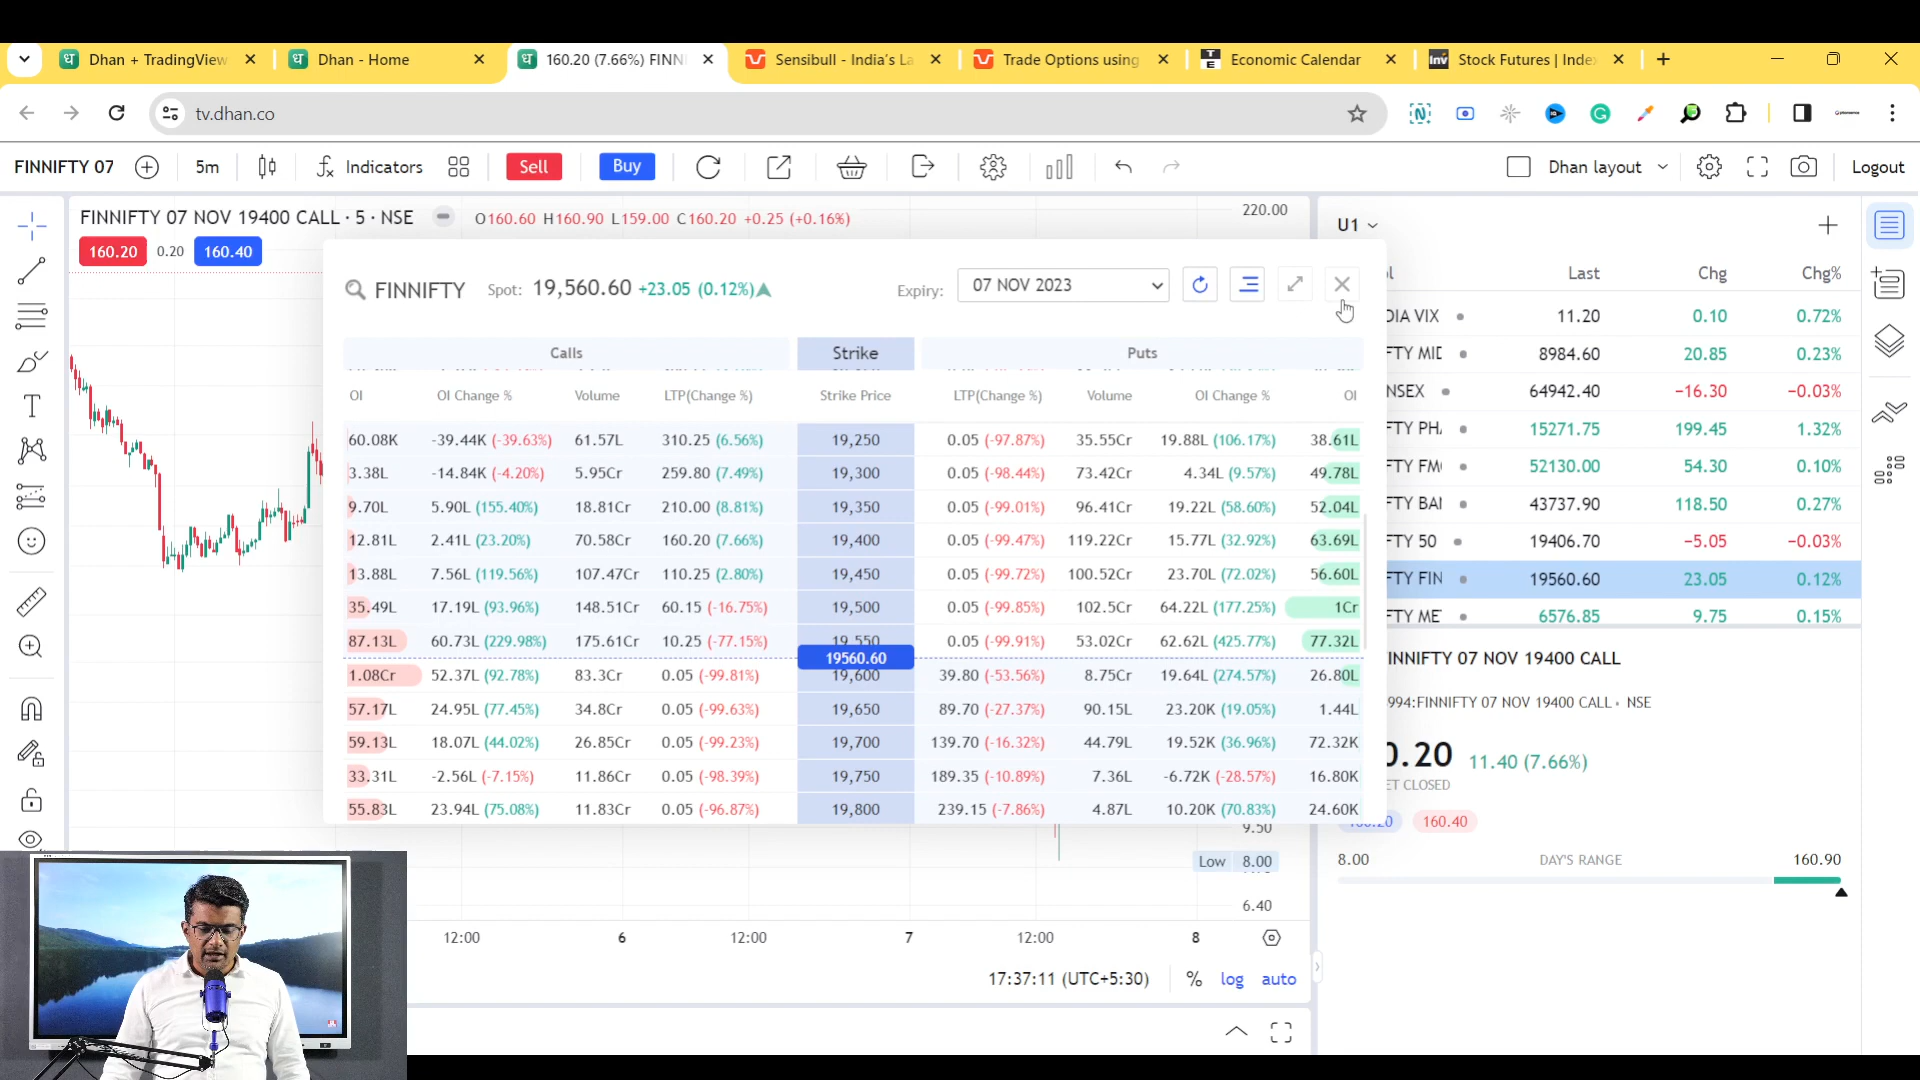 Dhan + TradingView
Dhan - Home
160.20 (7.66%) FINN
Sensibull - India's La
Trade Options using
Economic Calendar
Stock Futures | Index
tv.dhan.co
FINNIFTY 07
5m
Indicators
Sell
Buy
Dhan layout
Logout
FINNIFTY 07 NOV 19400 CALL · 5 · NSE
O160.60 H160.90 L159.00 C160.20 +0.25 (+0.16%)
220.00
160.20
0.20
160.40
U1
FINNIFTY
Spot: 19,560.60 +23.05 (0.12%)
Expiry: 07 NOV 2023
Calls Strike Puts
OI OI Change % Volume LTP(Change %) Strike Price LTP(Change %) Volume OI Change % OI
60.08K -39.44K (-39.63%) 61.57L 310.25 (6.56%) 19,250 0.05 (-97.87%) 35.55Cr 19.88L (106.17%) 38.61L
3.38L -14.84K (-4.20%) 5.95Cr 259.80 (7.49%) 19,300 0.05 (-98.44%) 73.42Cr 4.34L (9.57%) 49.78L
9.70L 5.90L (155.40%) 18.81Cr 210.00 (8.81%) 19,350 0.05 (-99.01%) 96.41Cr 19.22L (58.60%) 52.04L
12.81L 2.41L (23.20%) 70.58Cr 160.20 (7.66%) 19,400 0.05 (-99.47%) 119.22Cr 15.77L (32.92%) 63.69L
13.88L 7.56L (119.56%) 107.47Cr 110.25 (2.80%) 19,450 0.05 (-99.72%) 100.52Cr 23.70L (72.02%) 56.60L
35.49L 17.19L (93.96%) 148.51Cr 60.15 (-16.75%) 19,500 0.05 (-99.85%) 102.5Cr 64.22L (177.25%) 1Cr
87.13L 60.73L (229.98%) 175.61Cr 10.25 (-77.15%) 19,550 0.05 (-99.91%) 53.02Cr 62.62L (425.77%) 77.32L
19560.60
1.08Cr 52.37L (92.78%) 83.3Cr 0.05 (-99.81%) 19,600 39.80 (-53.56%) 8.75Cr 19.64L (274.57%) 26.80L
57.17L 24.95L (77.45%) 34.8Cr 0.05 (-99.63%) 19,650 89.70 (-27.37%) 90.15L 23.20K (19.05%) 1.44L
59.13L 18.07L (44.02%) 26.85Cr 0.05 (-99.23%) 19,700 139.70 (-16.32%) 44.79L 19.52K (36.96%) 72.32K
33.31L -2.56L (-7.15%) 11.86Cr 0.05 (-98.39%) 19,750 189.35 (-10.89%) 7.36L -6.72K (-28.57%) 16.80K
55.83L 23.94L (75.08%) 11.83Cr 0.05 (-96.87%) 19,800 239.15 (-7.86%) 4.87L 10.20K (70.83%) 24.60K
Last Chg Chg%
DIA VIX 11.20 0.10 0.72%
FTY MID 8984.60 20.85 0.23%
NSEX 64942.40 −16.30 −0.03%
FTY PHA 15271.75 199.45 1.32%
FTY FM 52130.00 54.30 0.10%
FTY BAN 43737.90 118.50 0.27%
FTY 50 19406.70 −5.05 −0.03%
FTY FIN 19560.60 23.05 0.12%
FTY ME 6576.85 9.75 0.15%
INNIFTY 07 NOV 19400 CALL
994:FINNIFTY 07 NOV 19400 CALL • NSE
0.20 11.40 (7.66%)
ET CLOSED
160.40
8.00 DAY'S RANGE 160.90
9.50
Low 8.00
6.40
12:00 6 12:00 7 12:00 8
17:37:11 (UTC+5:30) % log auto